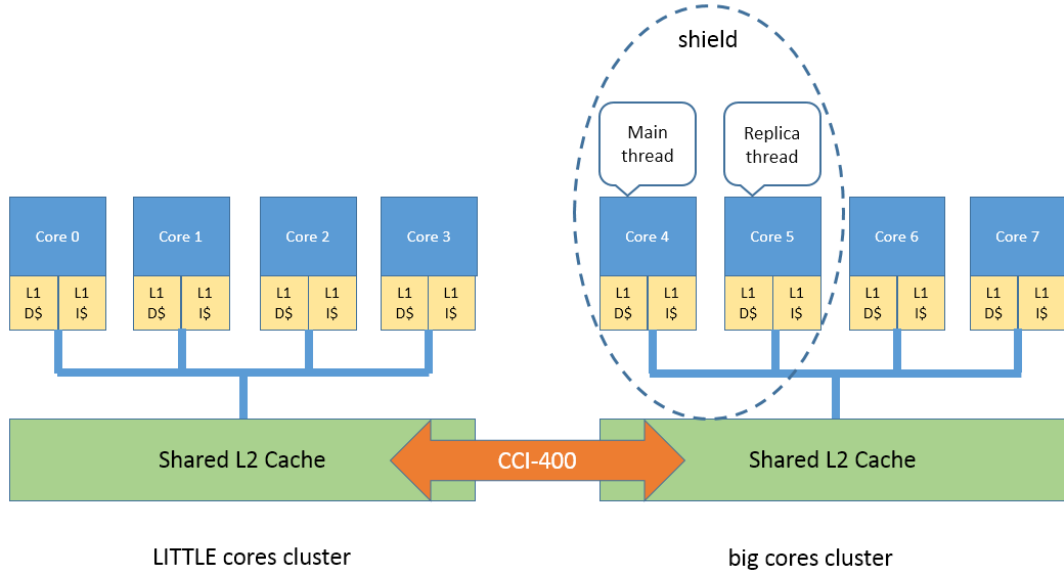 shield
Main
thread
Replica
thread
Core 0
Core 1
Core 2
Core 3
Core 4
Core 5
Core 6
Core 7
L1
D$
L1
I$
L1
D$
L1
I$
L1
D$
L1
I$
L1
D$
L1
I$
L1
D$
L1
I$
L1
D$
L1
I$
L1
D$
L1
I$
L1
D$
L1
I$
Shared L2 Cache
CCI-400
Shared L2 Cache
LITTLE cores cluster
big cores cluster